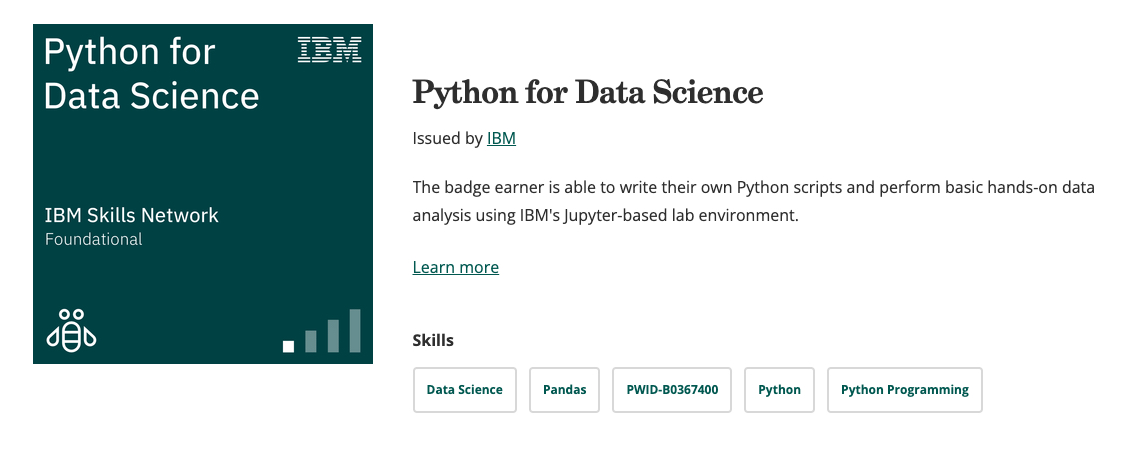 Python for
Data Science
IBM
IBM Skills Network
Foundational
Python for Data Science
Issued by IBM
The badge earner is able to write their own Python scripts and perform basic hands-on data
analysis using IBM's Jupyter-based lab environment.
Learn more
Skills
Data Science
Pandas
PWID-B0367400
Python
Python Programming